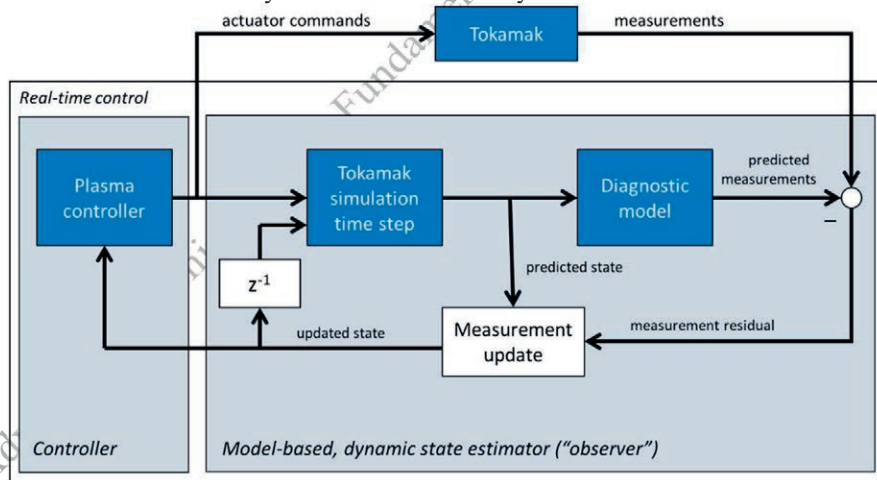 actuator commands
Tokamak
measurements
Fundame
Real-time control
Plasma
controller
Tokamak
simulation
time step
Diagnostic
model
predicted
measurements
–
z-1
predicted state
updated state
Measurement
update
measurement residual
Controller
Model-based, dynamic state estimator (“observer”)